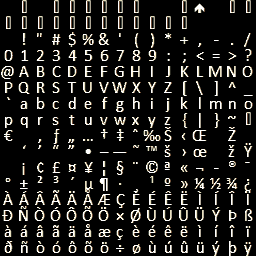 ! " # $ % & ' ( ) * + , - . /
0 1 2 3 4 5 6 7 8 9 : ; < = > ?
@ A B C D E F G H I J K L M N O
P Q R S T U V W X Y Z [ \ ] ^ _
` a b c d e f g h i j k l m n o
p q r s t u v w x y z { | } ~
€ ‚ ƒ „ … † ‡ ˆ ‰ Š ‹ Œ Ž
‘ ’ “ ” • – — ˜ ™ š › œ ž Ÿ
¡ ¢ £ ¤ ¥ ¦ § ¨ © ª « ¬ - ® ¯
° ± ² ³ ´ µ ¶ · ¸ ¹ º » ¼ ½ ¾ ¿
À Á Â Ã Ä Å Æ Ç È É Ê Ë Ì Í Î Ï
Ð Ñ Ò Ó Ô Õ Ö × Ø Ù Ú Û Ü Ý Þ ß
à á â ã ä å æ ç è é ê ë ì í î ï
ð ñ ò ó ô õ ö ÷ ø ù ú û ü ý þ ÿ